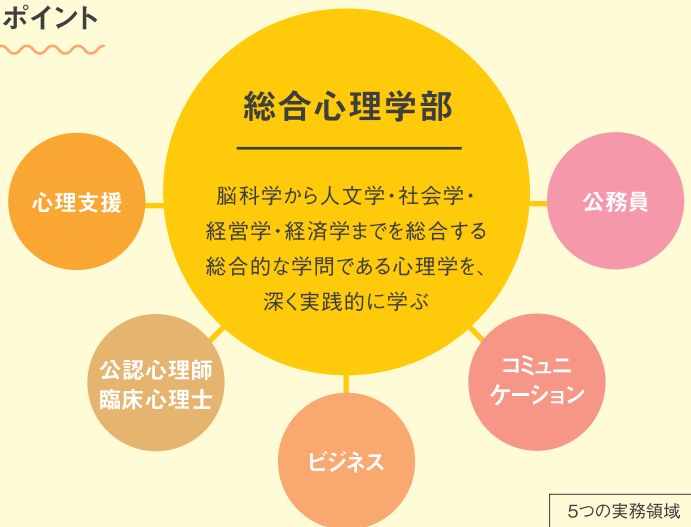 ポイント
総合心理学部
脳科学から人文学・社会学・
経営学・経済学までを総合する
総合的な学問である心理学を、
深く実践的に学ぶ
心理支援
公認心理師
臨床心理士
ビジネス
コミュニ
ケーション
公務員
5つの実務領域